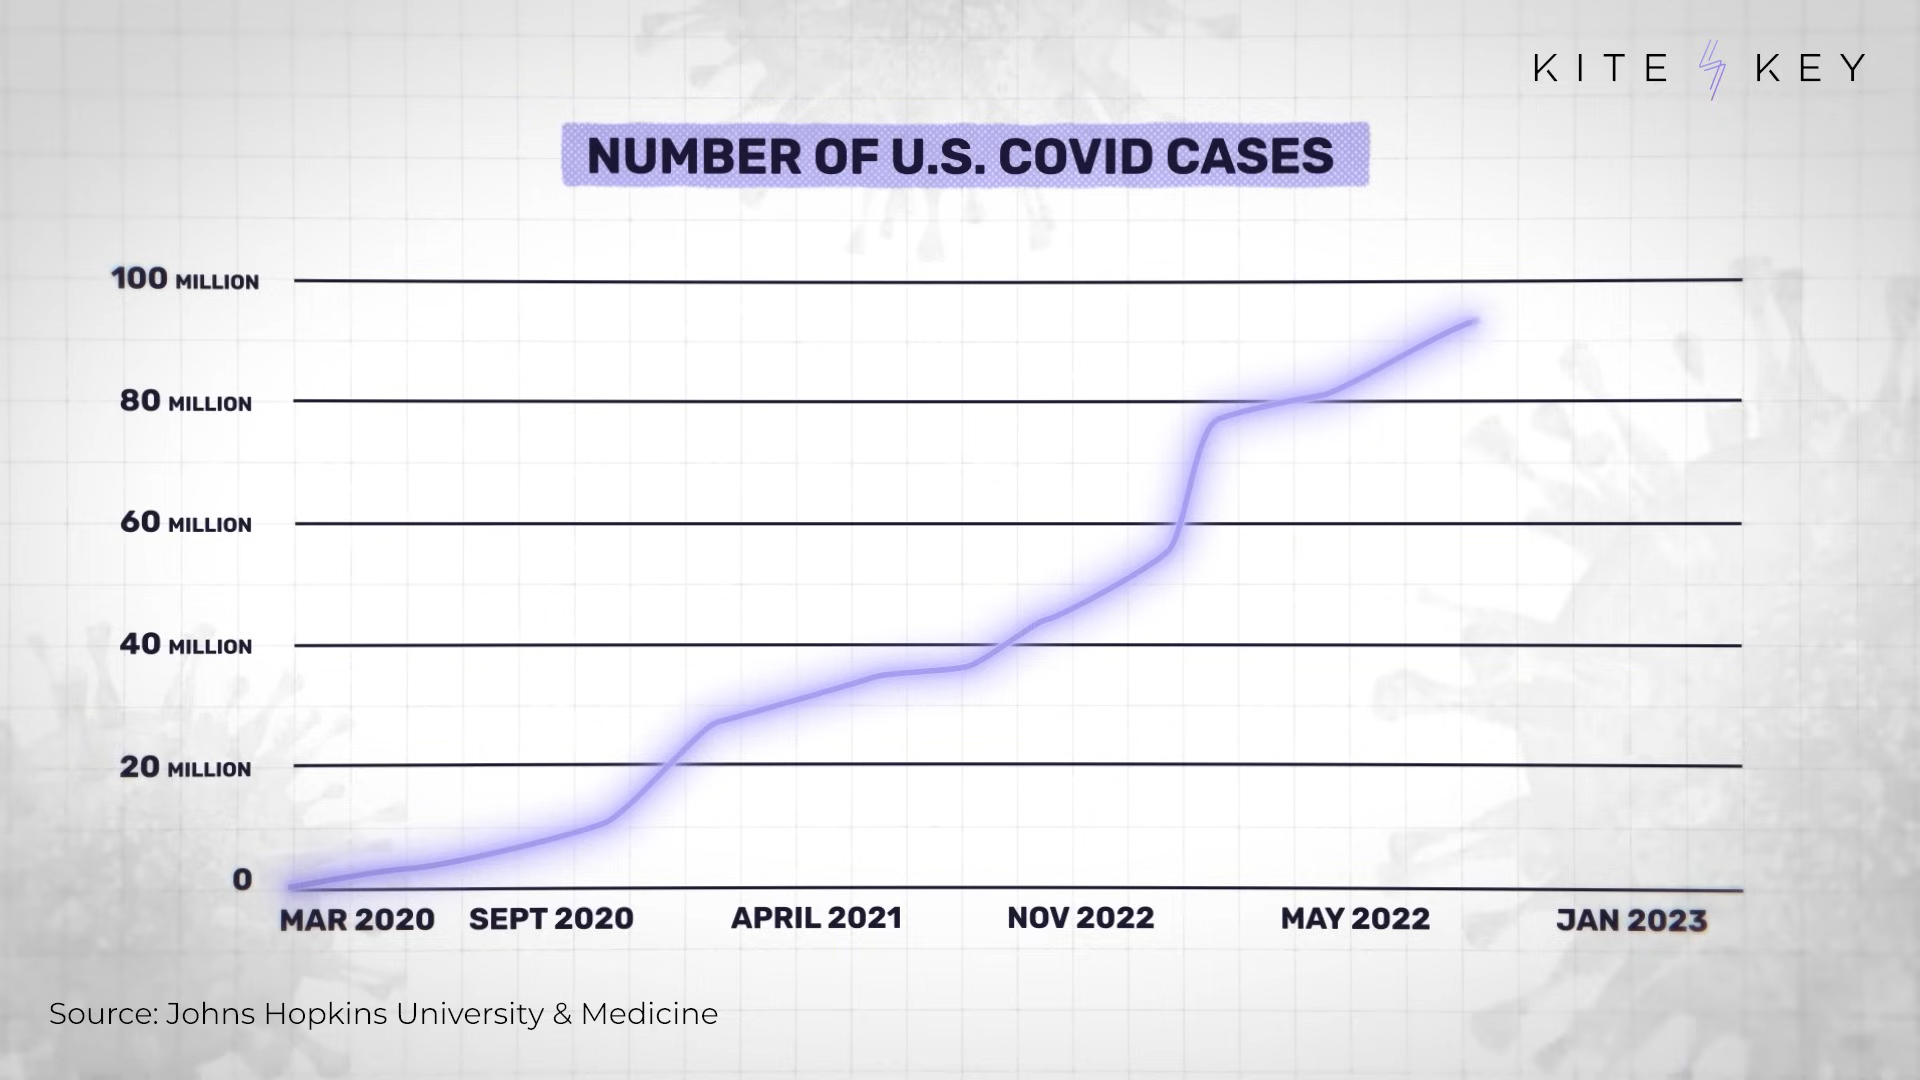 KITE KEY
NUMBER OF U.S. COVID CASES
100 MILLION
80 MILLION
60 MILLION
40 MILLION
20 MILLION
0
MAR 2020 SEPT 2020 APRIL 2021 NOV 2022 MAY 2022 JAN 2023
Source: Johns Hopkins University & Medicine